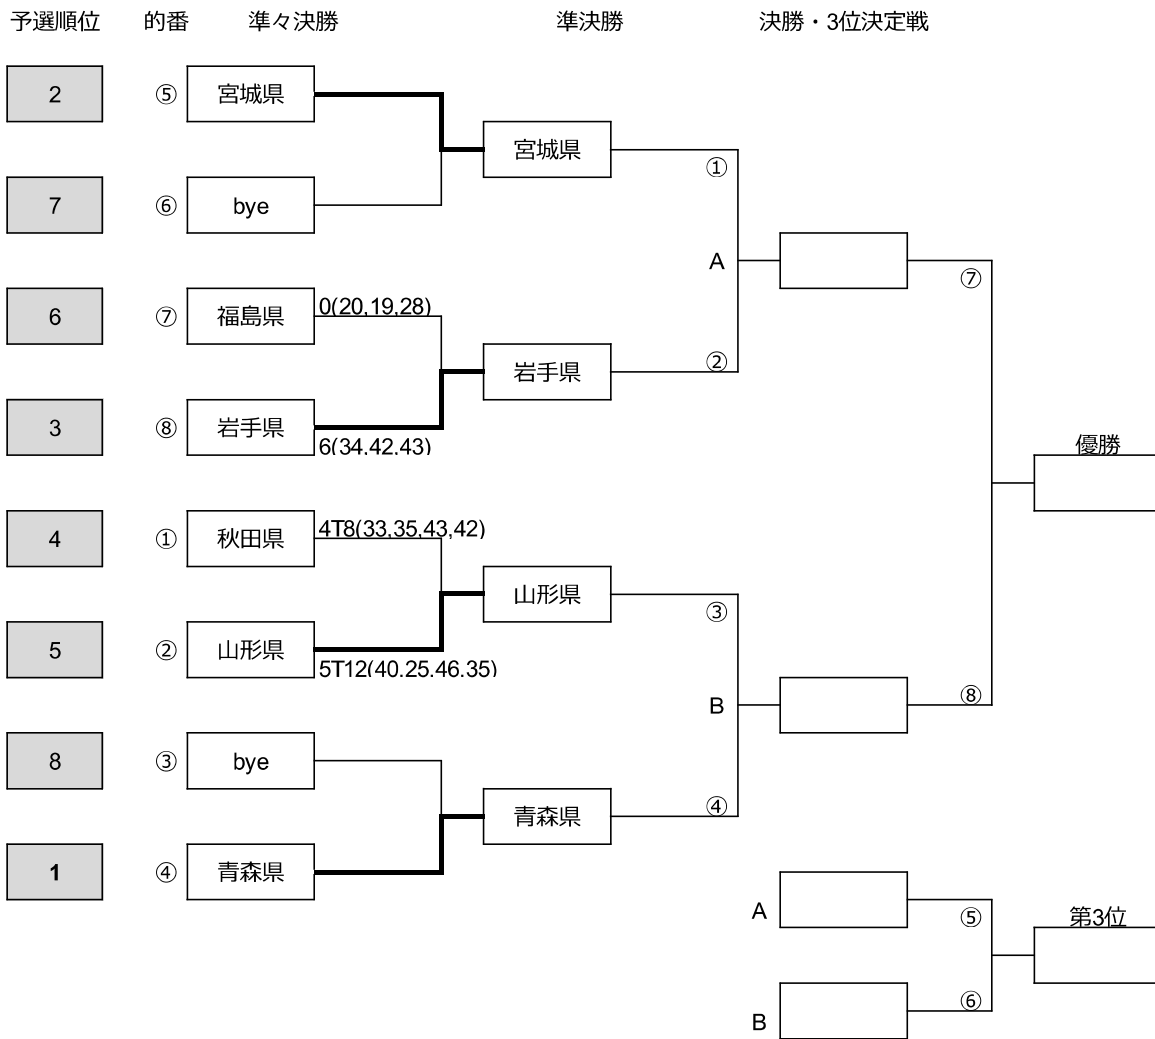 予選順位 的番 準々決勝 準決勝 決勝・3位決定戦
2 ⑤ 宮城県
宮城県
①
7 ⑥ bye
A
⑦
6 ⑦ 福島県 0(20,19,28)
岩手県 ②
3 ⑧ 岩手県
6(34,42,43)
優勝
4 ① 秋田県 4T8(33,35,43,42)
山形県
③
5 ② 山形県
5T12(40,25,46,35)
⑧
B
8 ③ bye
青森県 ④
1 ④ 青森県
A ⑤ 第3位
⑥
B